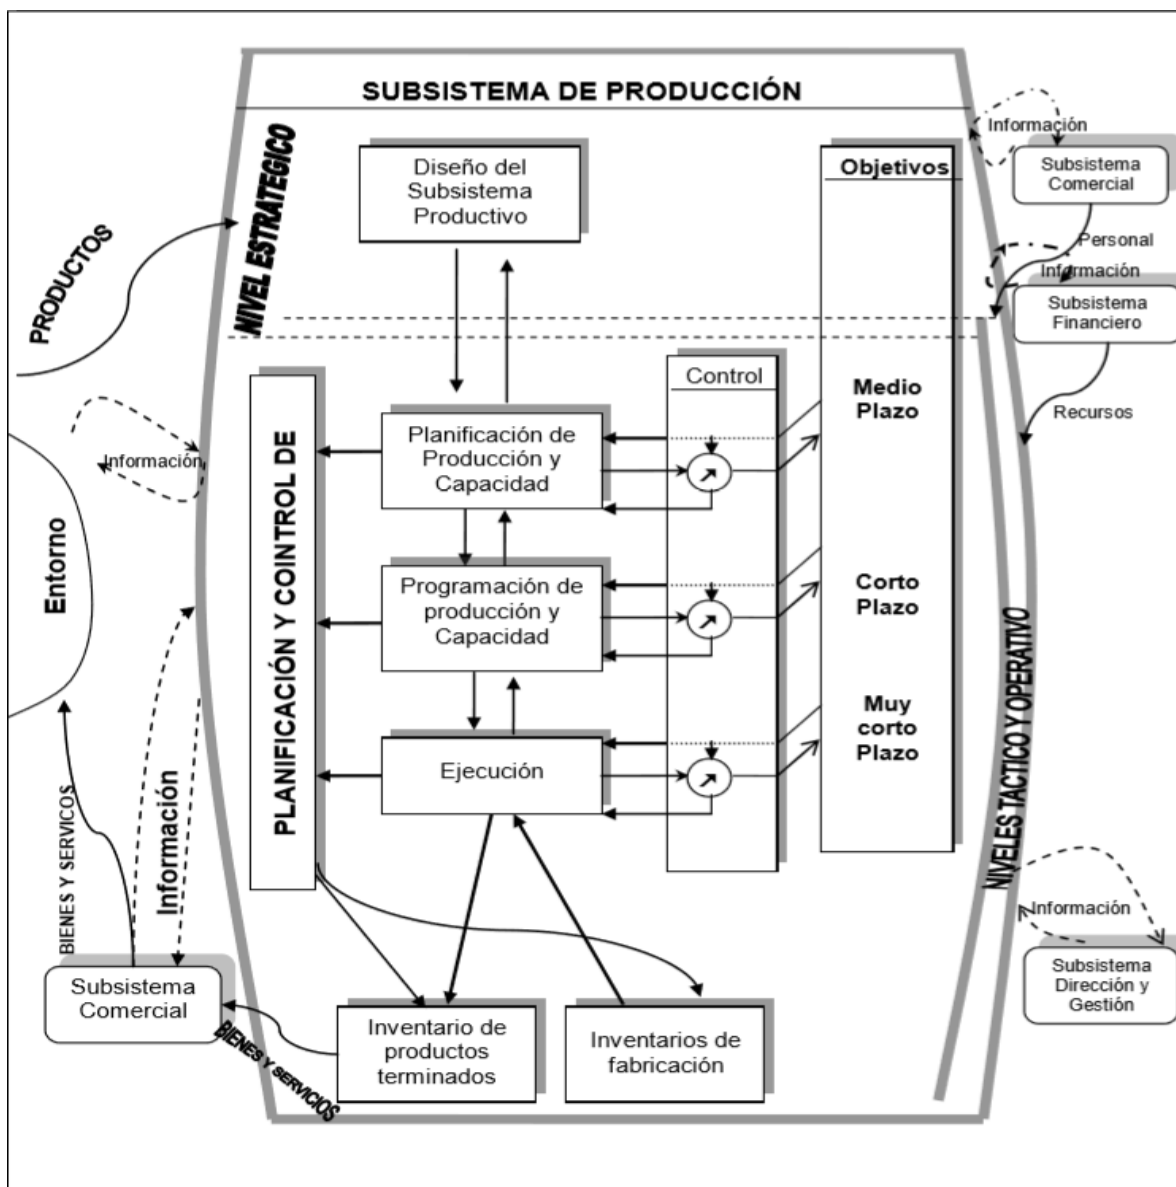 SUBSISTEMA DE PRODUCCIÓN
NIVEL ESTRATEGICO
Diseño del
Subsistema
Productivo
Objetivos
Información
Subsistema
Comercial
Personal
Información
Subsistema
Financiero
Recursos
PRODUCTOS
Información
Entorno
PLANIFICACIÓN Y COINTROL DE
Planificación de
Producción y
Capacidad
Control
Medio
Plazo
Programación de
producción y
Capacidad
Corto
Plazo
Ejecución
Muy
corto
Plazo
NIVELES TACTICO Y OPERATIVO
BIENES Y SERVICOS
Información
Subsistema
Comercial
BIENES Y SERVICIOS
Inventario de
productos
terminados
Inventarios de
fabricación
Información
Subsistema
Dirección y
Gestión